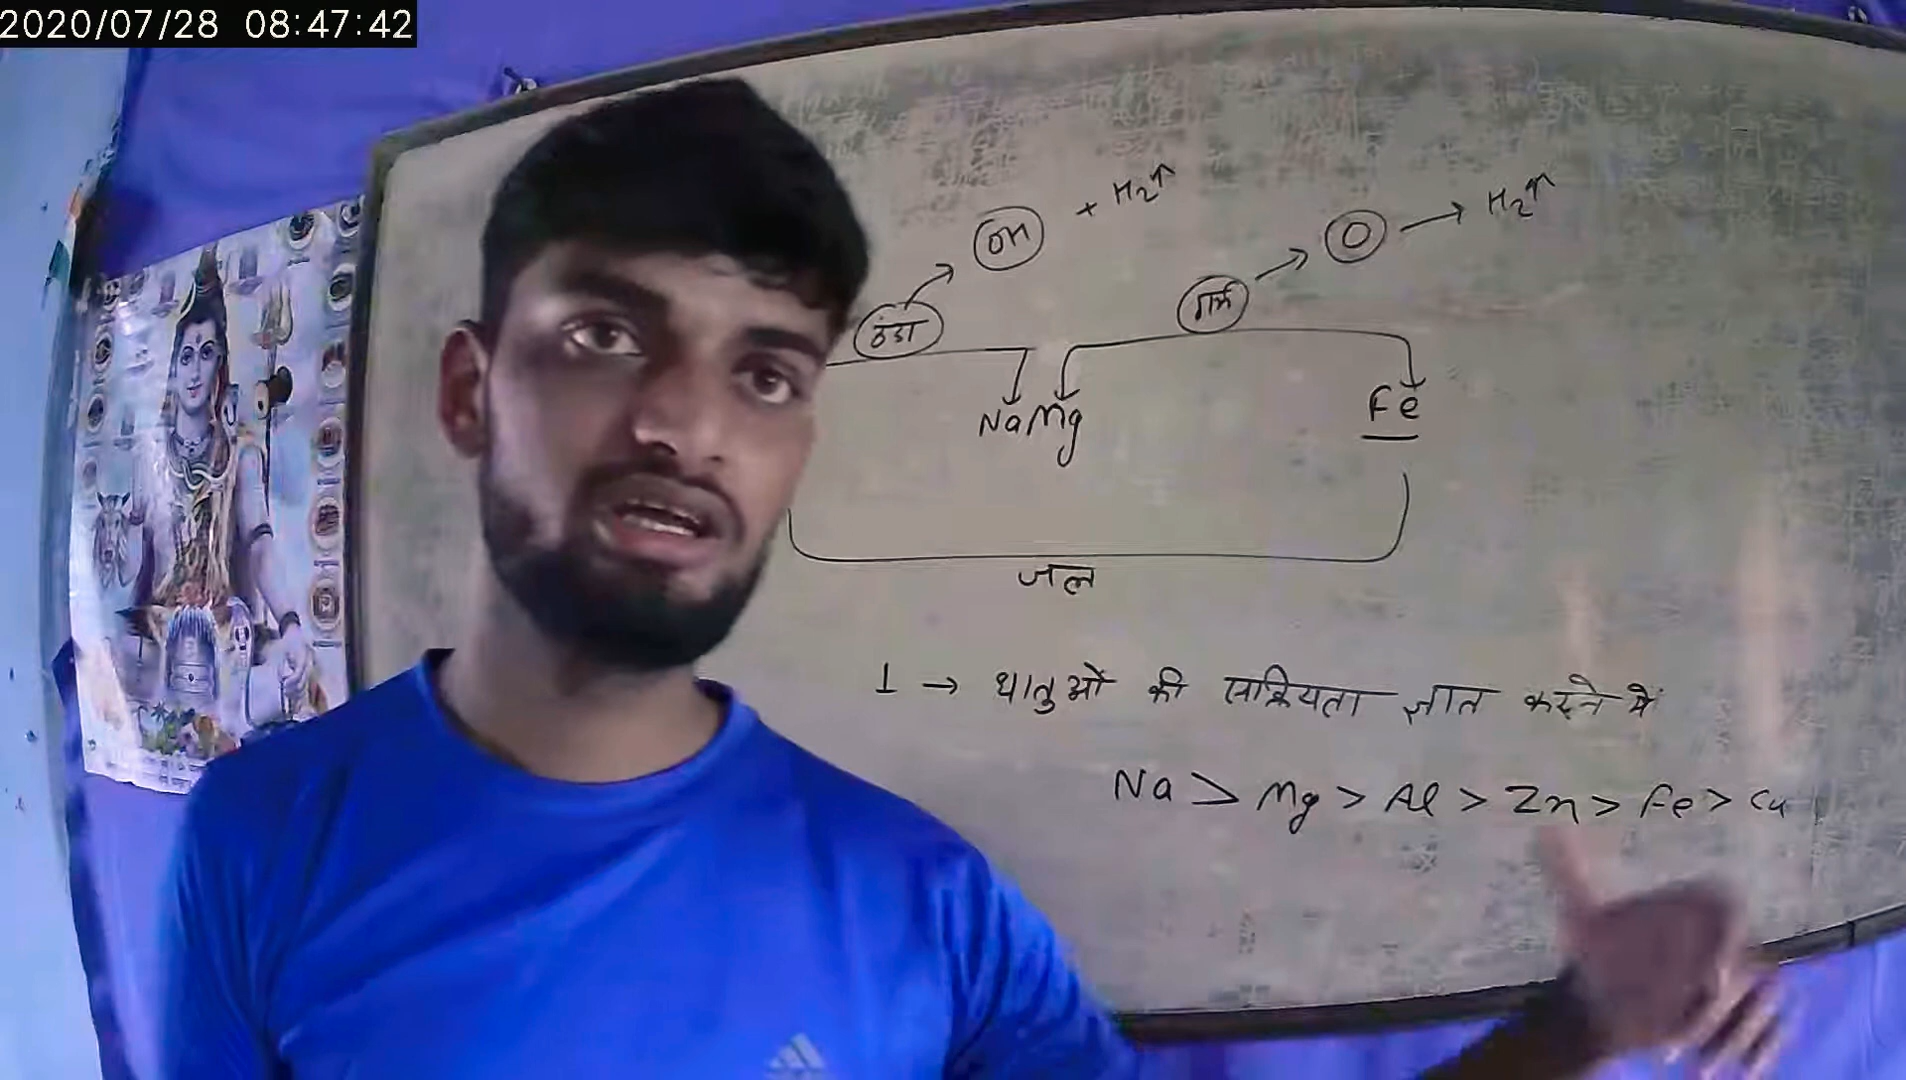 2020/07/28 08:47:42
OH + H₂↑
O → H₂↑
ठंडा
गर्म
Na Mg Fe
जल
1 → धातुओं की सक्रियता ज्ञात करने में
Na > Mg > Al > Zn > Fe > Cu